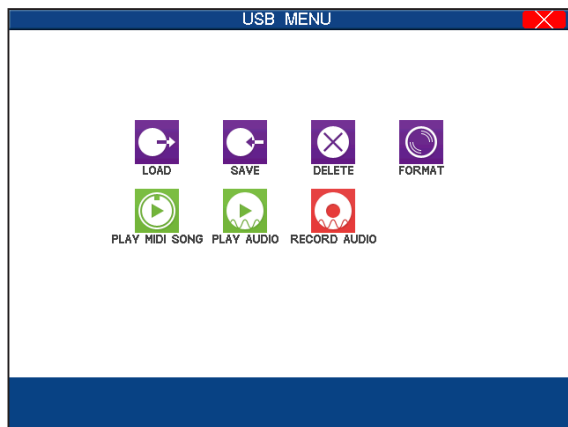 USB MENU
LOAD SAVE DELETE FORMAT
PLAY MIDI SONG PLAY AUDIO RECORD AUDIO